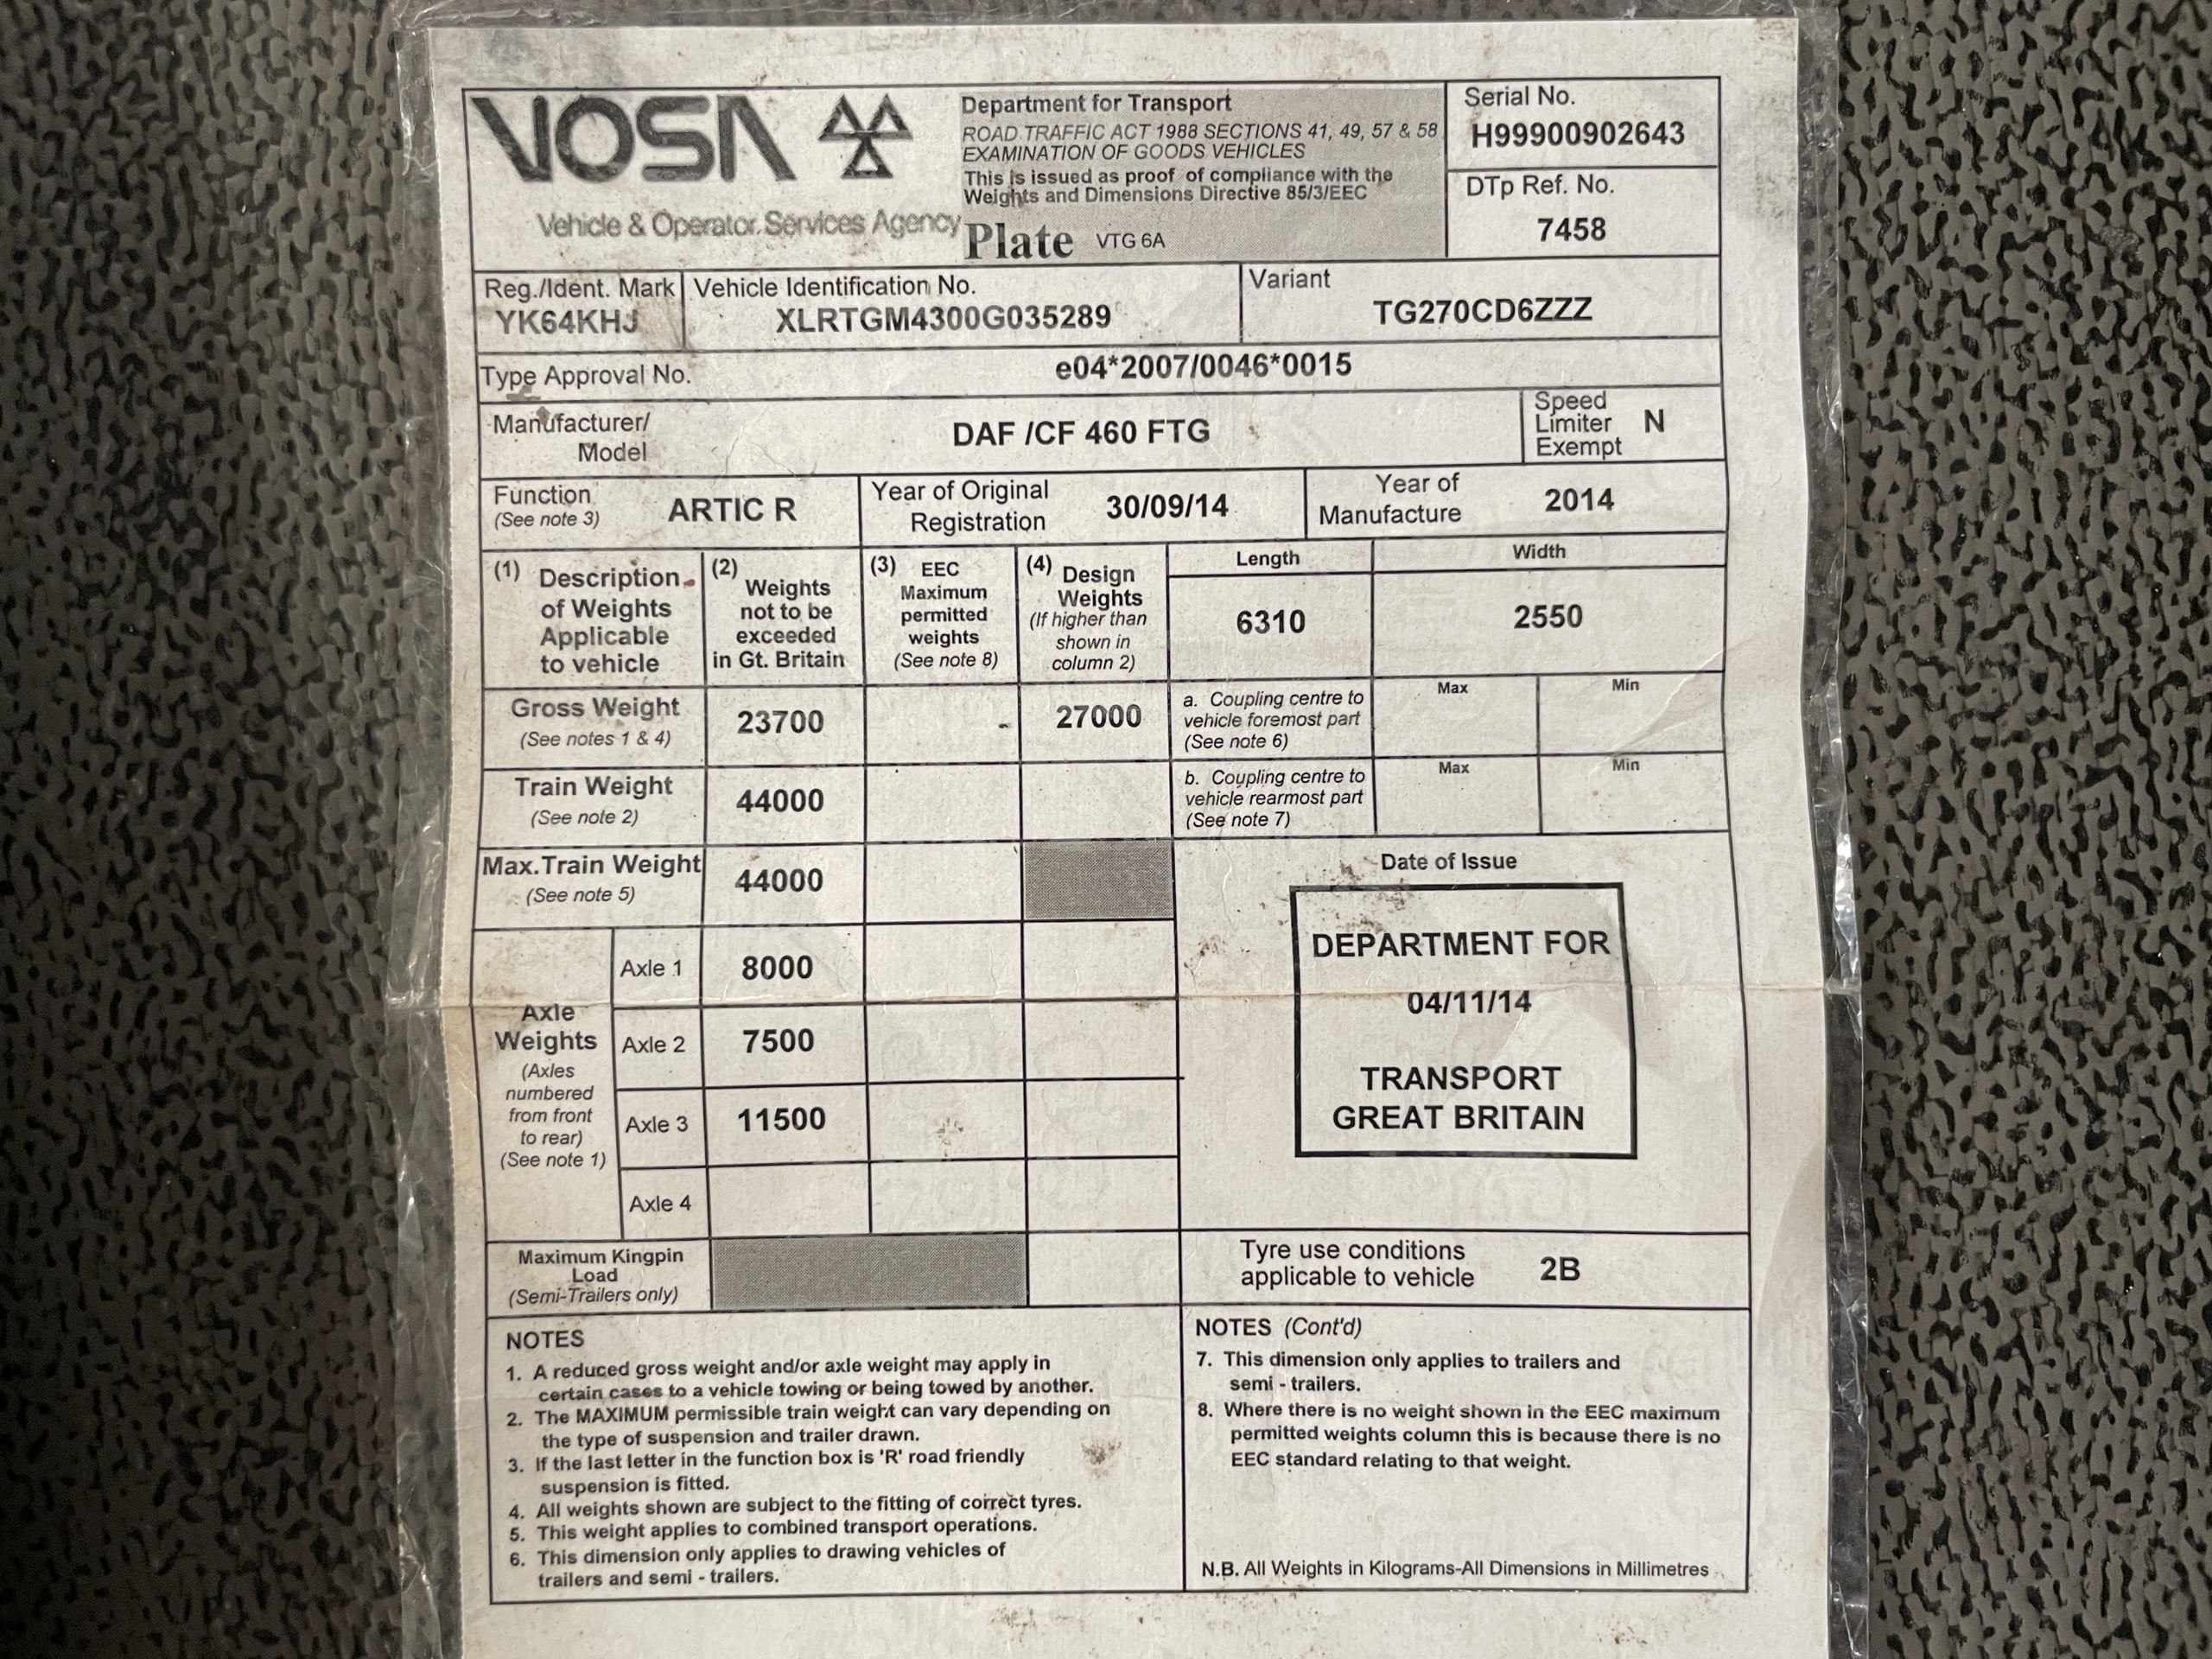 VOSA
Vehicle & Operator Services Agency
Department for Transport
ROAD TRAFFIC ACT 1988 SECTIONS 41, 49, 57 & 58
EXAMINATION OF GOODS VEHICLES
This is issued as proof of compliance with the
Weights and Dimensions Directive 85/3/EEC
Plate VTG 6A
Serial No.
H99900902643
DTp Ref. No.
7458
Reg./Ident. Mark
YK64KHJ
Vehicle Identification No.
XLRTGM4300G035289
Variant
TG270CD6ZZZ
Type Approval No.
e04*2007/0046*0015
Manufacturer/
Model
DAF /CF 460 FTG
Speed
Limiter
Exempt
N
Function
(See note 3)
ARTIC R
Year of Original
Registration
30/09/14
Year of
Manufacture
2014
(1) Description
of Weights
Applicable
to vehicle
(2) Weights
not to be
exceeded
in Gt. Britain
(3) EEC
Maximum
permitted
weights
(See note 8)
(4) Design
Weights
(If higher than
shown in
column 2)
Length
6310
Width
2550
Gross Weight
(See notes 1 & 4)
23700
27000
a. Coupling centre to
vehicle foremost part
(See note 6)
Max
Min
Train Weight
(See note 2)
44000
b. Coupling centre to
vehicle rearmost part
(See note 7)
Max
Min
Max.Train Weight
(See note 5)
44000
Date of Issue
DEPARTMENT FOR
04/11/14
TRANSPORT
GREAT BRITAIN
Axle
Weights
(Axles
numbered
from front
to rear)
(See note 1)
Axle 1
8000
Axle 2
7500
Axle 3
11500
Axle 4
Maximum Kingpin
Load
(Semi-Trailers only)
Tyre use conditions
applicable to vehicle
2B
NOTES
1. A reduced gross weight and/or axle weight may apply in
certain cases to a vehicle towing or being towed by another.
2. The MAXIMUM permissible train weight can vary depending on
the type of suspension and trailer drawn.
3. If the last letter in the function box is 'R' road friendly
suspension is fitted.
4. All weights shown are subject to the fitting of correct tyres.
5. This weight applies to combined transport operations.
6. This dimension only applies to drawing vehicles of
trailers and semi - trailers.
NOTES (Cont'd)
7. This dimension only applies to trailers and
semi - trailers.
8. Where there is no weight shown in the EEC maximum
permitted weights column this is because there is no
EEC standard relating to that weight.
N.B. All Weights in Kilograms-All Dimensions in Millimetres